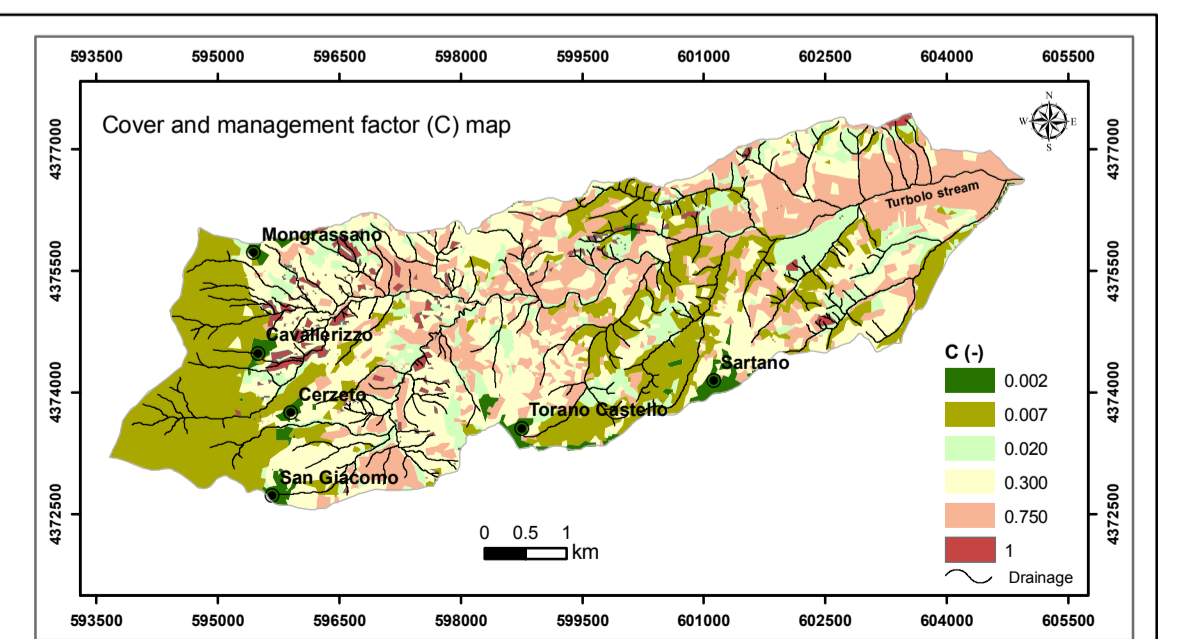 593500 595000 596500 598000 599500 601000 602500 604000 605500
Cover and management factor (C) map
N
W E
S
4377000 4377000
Turbolo stream
Mongrassano
4375500 4375500
Cavallerizzo
Sartano
C (-)
0.002
4374000 4374000
Cerzeto
0.007
Torano Castello
0.020
San Giacomo
0.300
4372500 4372500
0.750
0 0.5 1
km
1
Drainage
593500 595000 596500 598000 599500 601000 602500 604000 605500